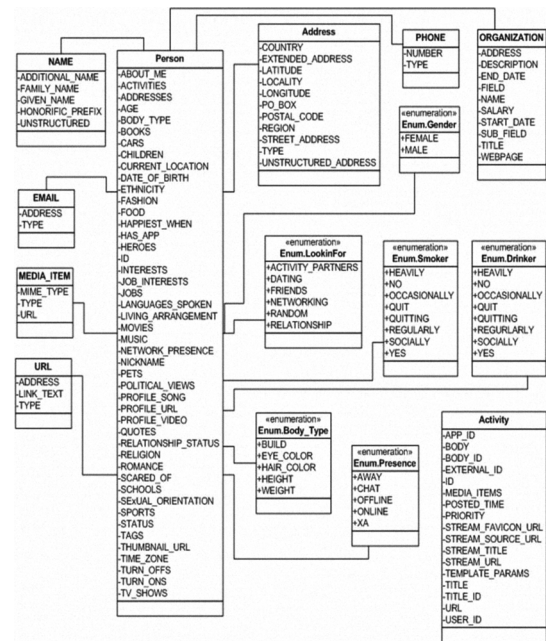 NAME
-ADDITIONAL_NAME
-FAMILY_NAME
-GIVEN_NAME
-HONORIFIC_PREFIX
-UNSTRUCTURED
EMAIL
-ADDRESS
-TYPE
MEDIA_ITEM
-MIME_TYPE
-TYPE
-URL
URL
-ADDRESS
-LINK_TEXT
-TYPE
Person
-ABOUT_ME
-ACTIVITIES
-ADDRESSES
-AGE
-BODY_TYPE
-BOOKS
-CARS
-CHILDREN
-CURRENT_LOCATION
-DATE_OF_BIRTH
-ETHNICITY
-FASHION
-FOOD
-HAPPIEST_WHEN
-HAS_APP
-HEROES
-ID
-INTERESTS
-JOB_INTERESTS
-JOBS
-LANGUAGES_SPOKEN
-LIVING_ARRANGEMENT
-MOVIES
-MUSIC
-NETWORK_PRESENCE
-NICKNAME
-PETS
-POLITICAL_VIEWS
-PROFILE_SONG
-PROFILE_URL
-PROFILE_VIDEO
-QUOTES
-RELATIONSHIP_STATUS
-RELIGION
-ROMANCE
-SCARED_OF
-SCHOOLS
-SExUAL_ORIENTATION
-SPORTS
-STATUS
-TAGS
-THUMBNAIL_URL
-TIME_ZONE
-TURN_OFFS
-TURN_ONS
-TV_SHOWS
Address
-COUNTRY
-EXTENDED_ADDRESS
-LATITUDE
-LOCALITY
-LONGITUDE
-PO_BOX
-POSTAL_CODE
-REGION
-STREET_ADDRESS
-TYPE
-UNSTRUCTURED_ADDRESS
PHONE
-NUMBER
-TYPE
ORGANIZATION
-ADDRESS
-DESCRIPTION
-END_DATE
-FIELD
-NAME
-SALARY
-START_DATE
-SUB_FIELD
-TITLE
-WEBPAGE
«enumeration»
Enum.Gender
+FEMALE
+MALE
«enumeration»
Enum.LookinFor
+ACTIVITY_PARTNERS
+DATING
+FRIENDS
+NETWORKING
+RANDOM
+RELATIONSHIP
«enumeration»
Enum.Smoker
+HEAVILY
+NO
+OCCASIONALLY
+QUIT
+QUITTING
+REGULARLY
+SOCIALLY
+YES
«enumeration»
Enum.Drinker
+HEAVILY
+NO
+OCCASIONALLY
+QUIT
+QUITTING
+REGURLARLY
+SOCIALLY
+YES
«enumeration»
Enum.Body_Type
+BUILD
+EYE_COLOR
+HAIR_COLOR
+HEIGHT
+WEIGHT
«enumeration»
Enum.Presence
+AWAY
+CHAT
+OFFLINE
+ONLINE
+XA
Activity
-APP_ID
-BODY
-BODY_ID
-EXTERNAL_ID
-ID
-MEDIA_ITEMS
-POSTED_TIME
-PRIORITY
-STREAM_FAVICON_URL
-STREAM_SOURCE_URL
-STREAM_TITLE
-STREAM_URL
-TEMPLATE_PARAMS
-TITLE
-TITLE_ID
-URL
-USER_ID